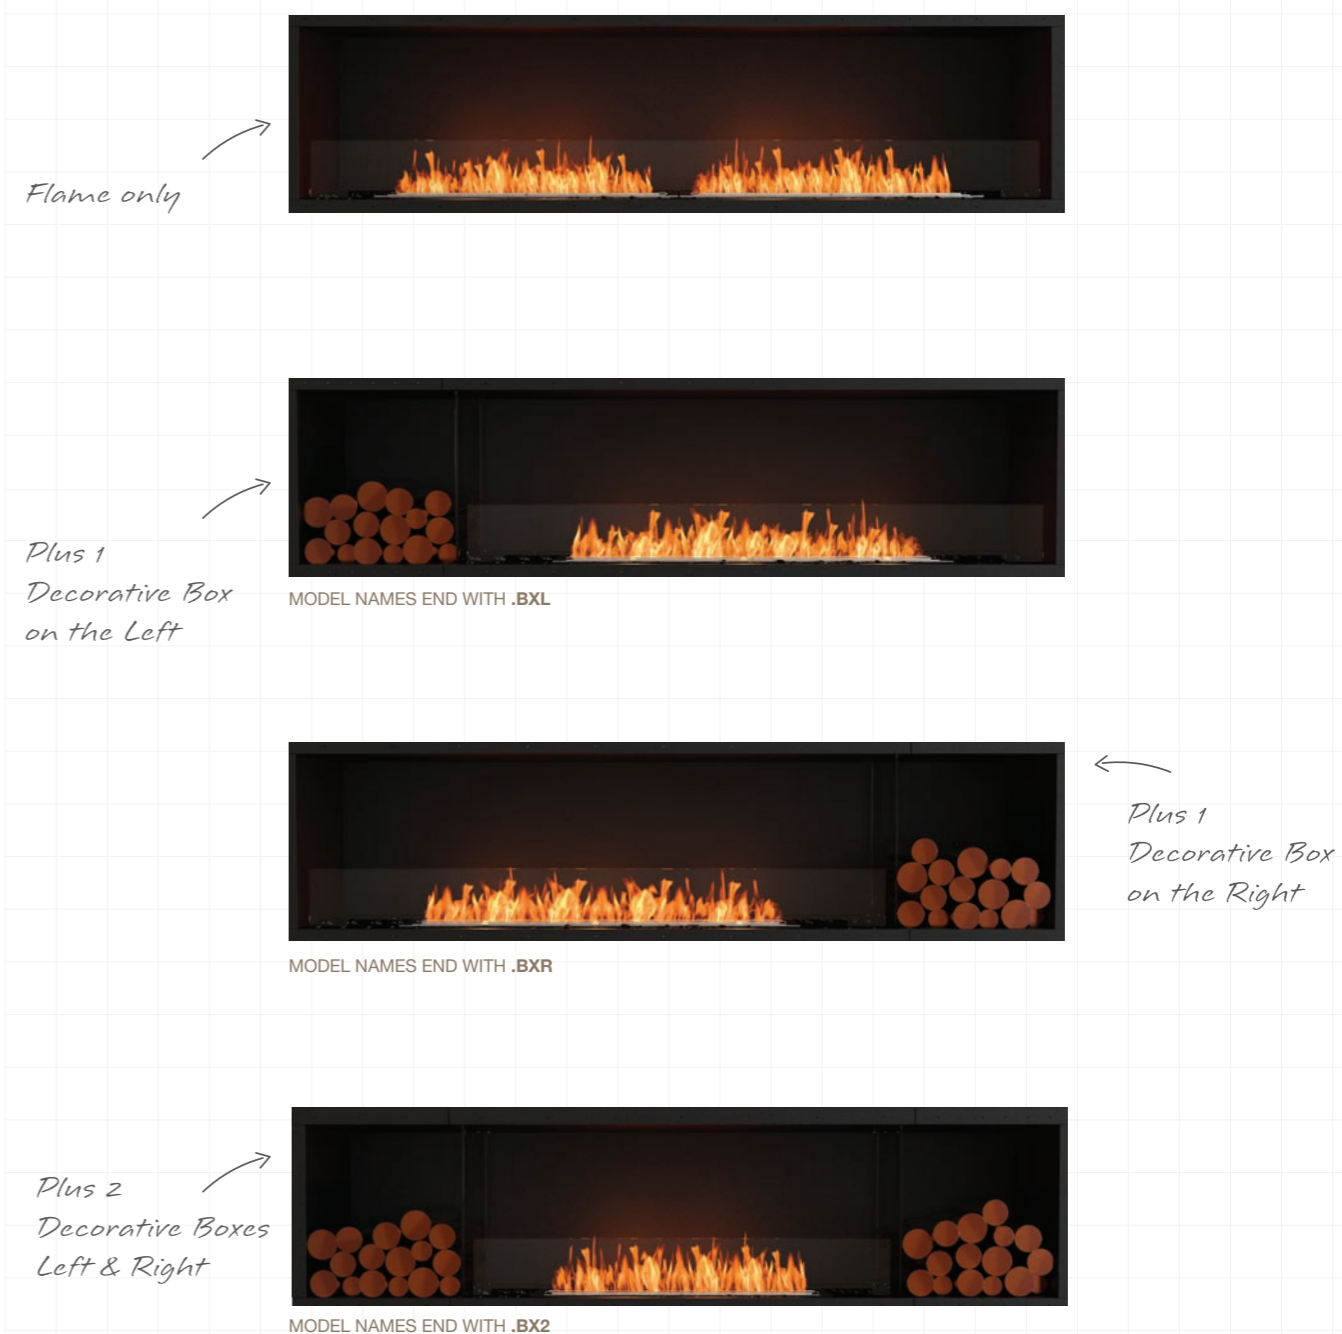 Flame only
Plus 1
Decorative Box
on the Left
MODEL NAMES END WITH .BXL
Plus 1
Decorative Box
on the Right
MODEL NAMES END WITH .BXR
Plus 2
Decorative Boxes
Left & Right
MODEL NAMES END WITH .BX2